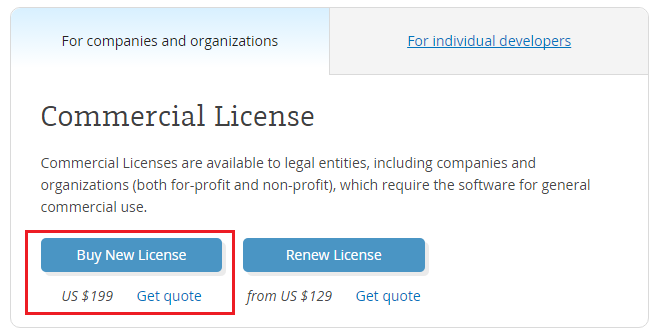 For companies and organizations
For individual developers
Commercial License
Commercial Licenses are available to legal entities, including companies and
organizations (both for-profit and non-profit), which require the software for general
commercial use.
Buy New License
Renew License
US $199 Get quote
from US $129 Get quote